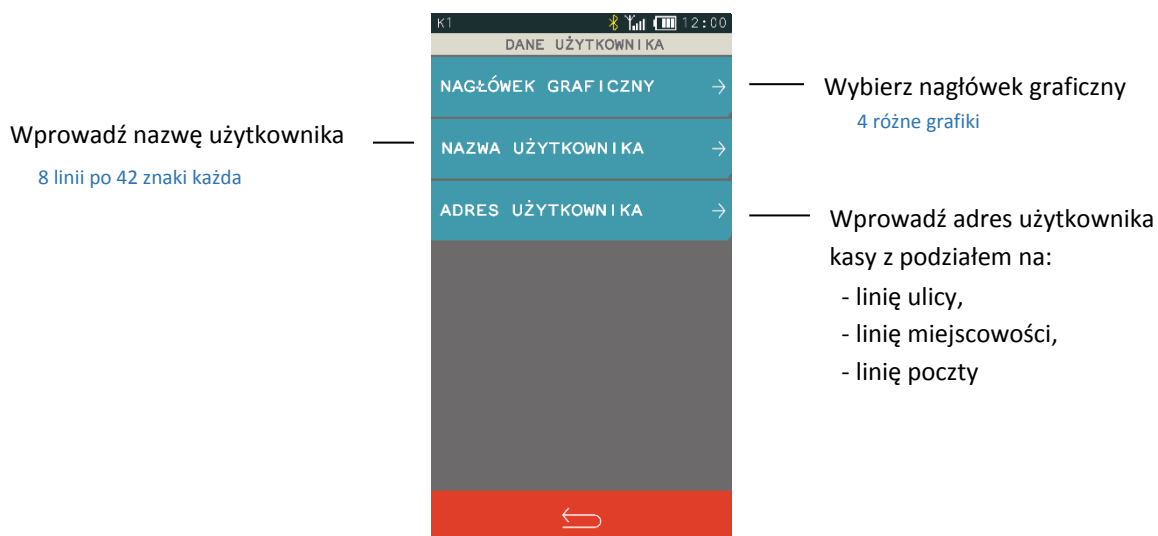 K1 12:00
DANE UŻYTKOWNIKA
NAGŁÓWEK GRAFICZNY
NAZWA UŻYTKOWNIKA
ADRES UŻYTKOWNIKA
Wprowadź nazwę użytkownika
8 linii po 42 znaki każda
Wybierz nagłówek graficzny
4 różne grafiki
Wprowadź adres użytkownika
kasy z podziałem na:
- linię ulicy,
- linię miejscowości,
- linię poczty